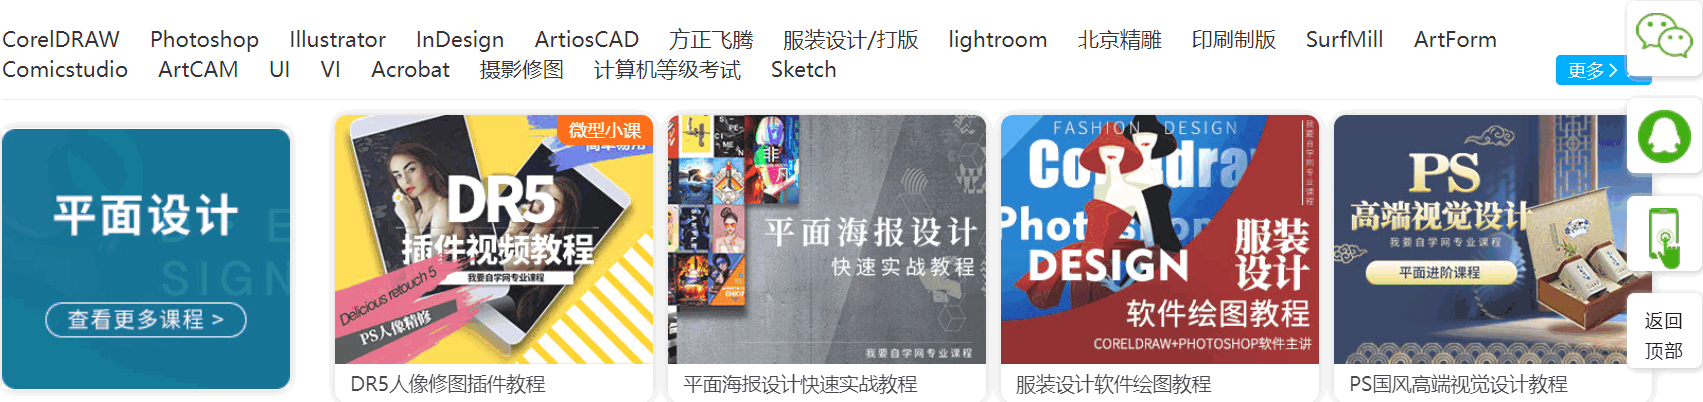 CorelDRAW Photoshop Illustrator InDesign ArtiosCAD 方正飞腾 服装设计/打版 lightroom 北京精雕 印刷制版 SurfMill ArtForm
Comicstudio ArtCAM UI VI Acrobat 摄影修图 计算机等级考试 Sketch
更多 >
平面设计
SIGN
查看更多课程 >
微型小课
简单易用
DR5
插件视频教程
我要自学网专业课程
Delicious retouch 5
PS人像精修
DR5人像修图插件教程
平面海报设计
快速实战教程
我要自学网专业课程
平面海报设计快速实战教程
FASHION DESIGN
Coreldraw
Photoshop
DESIGN
我要自学网专业课程
服装
设计
软件绘图教程
CORELDRAW+PHOTOSHOP软件主讲
服装设计软件绘图教程
PS
高端视觉设计
我要自学网专业课程
平面进阶课程
PS国风高端视觉设计教程
返回
顶部